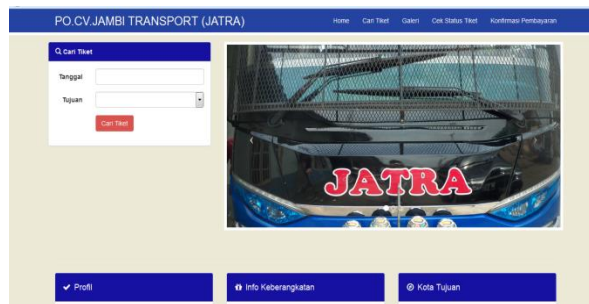 PO.CV.JAMBI TRANSPORT (JATRA)
Home Cari Tiket Galeri Cek Status Tiket Konfirmasi Pembayaran
Cari Tiket
Tanggal
Tujuan
Cari Tiket
JATRA
Profil
Info Keberangkatan
Kota Tujuan